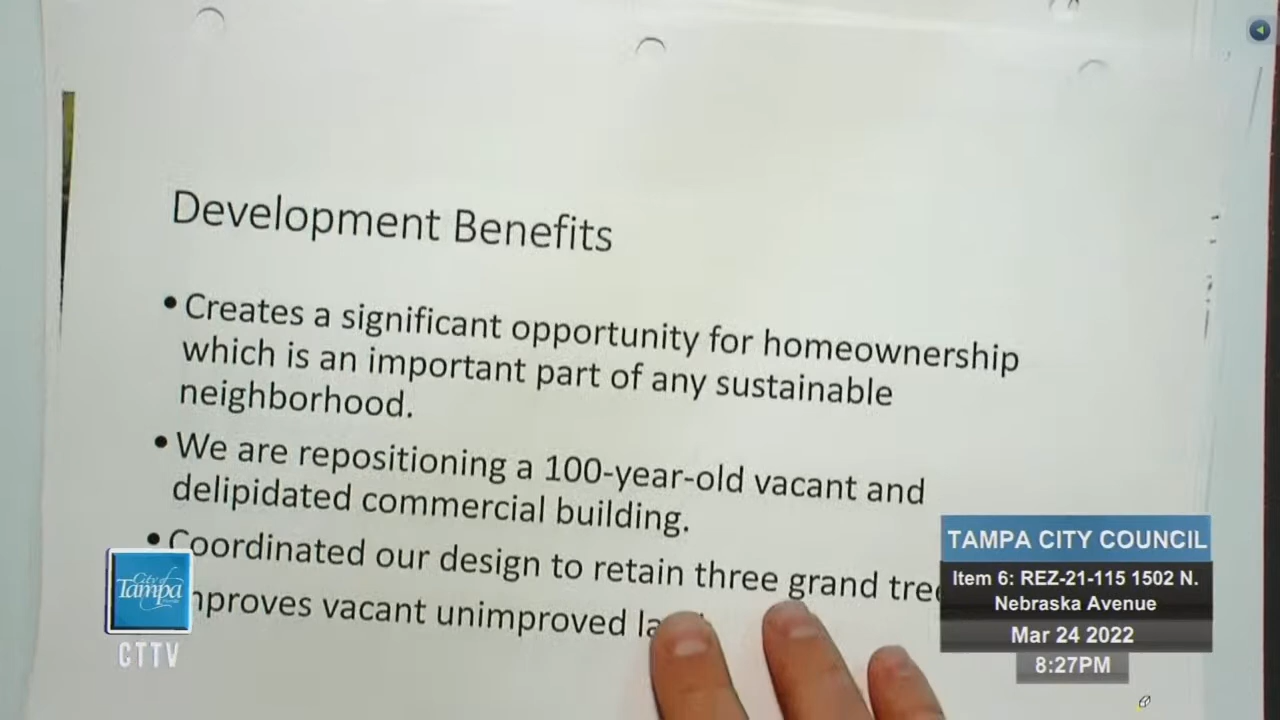 Development Benefits
• Creates a significant opportunity for homeownership
which is an important part of any sustainable
neighborhood.
• We are repositioning a 100-year-old vacant and
delipidated commercial building.
• Coordinated our design to retain three grand
vacant unimproved
City of
Tampa
CTTV
TAMPA CITY COUNCIL
Item 6: REZ-21-115 1502 N.
Nebraska Avenue
Mar 24 2022
8:27PM